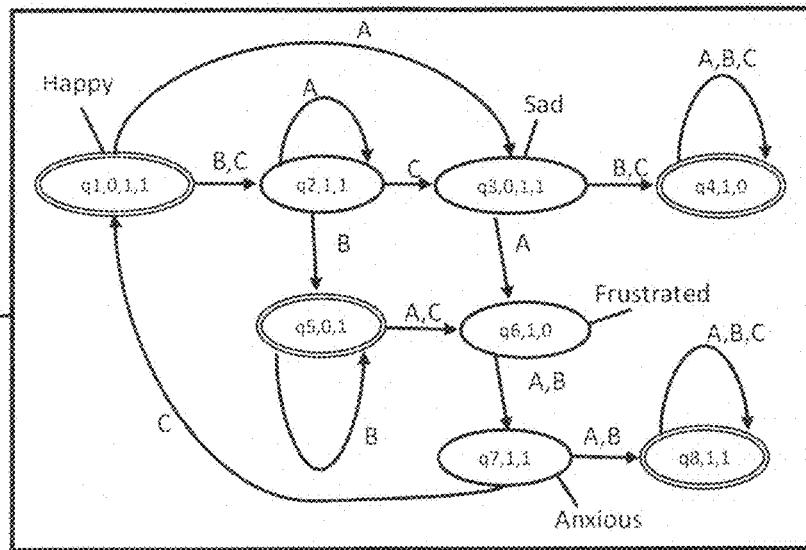 A
Happy
A
Sad
A,B,C
q1,0,1,1
B,C
q2,1,1
C
q3,0,1,1
B,C
q4,1,0
B
A
q5,0,1
A,C
q6,1,0
Frustrated
A,B,C
A,B
C
B
q7,1,1
A,B
q8,1,1
Anxious